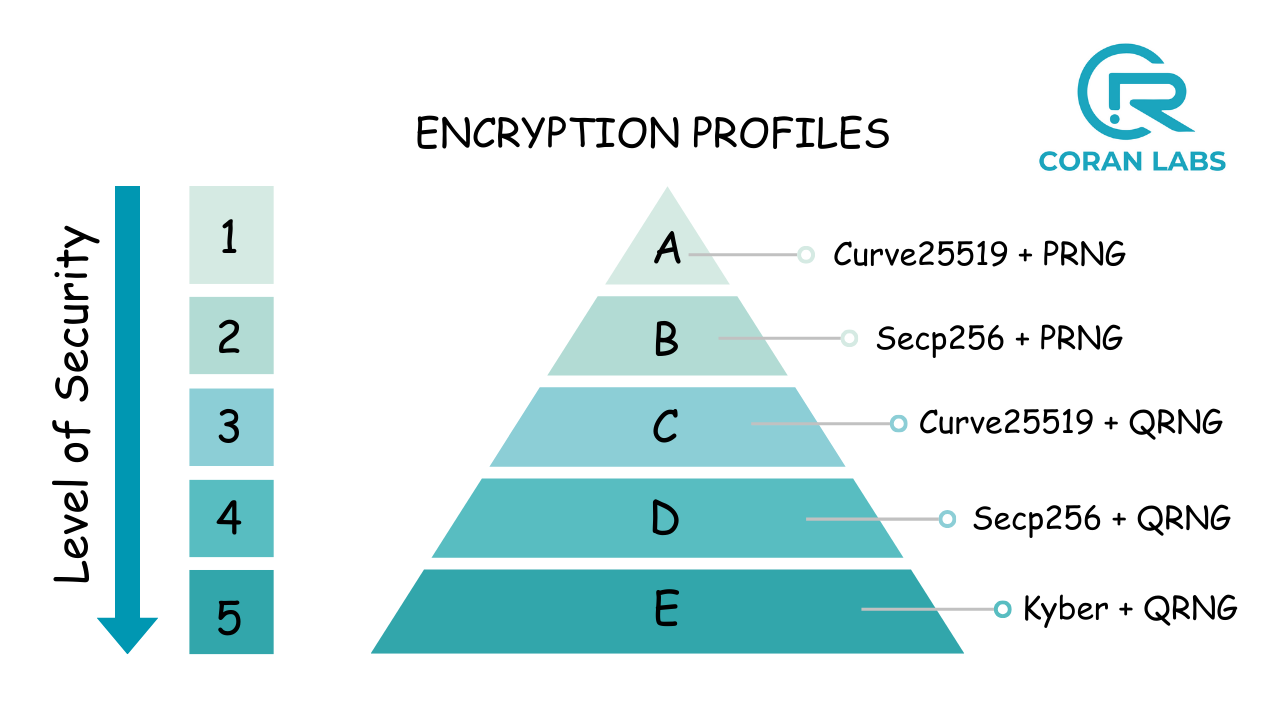 ENCRYPTION PROFILES
CORAN LABS
Level of Security
1
A
Curve25519 + PRNG
2
B
Secp256 + PRNG
3
C
Curve25519 + QRNG
4
D
Secp256 + QRNG
5
E
Kyber + QRNG